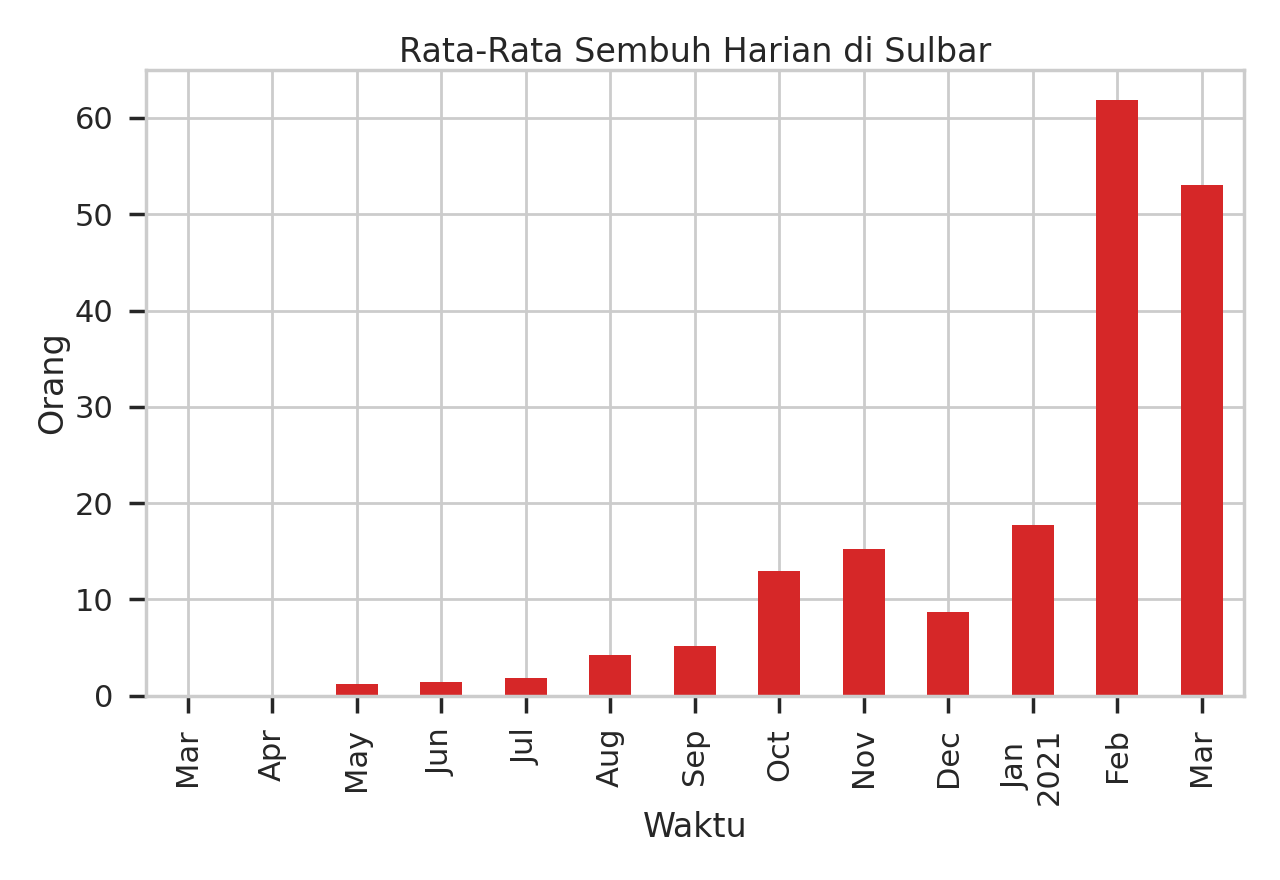 Rata-Rata Sembuh Harian di Sulbar
60
50
40
30
20
10
0
Orang
Mar
Apr
May
Jun
Jul
Aug
Sep
Oct
Nov
Dec
Jan
2021
Feb
Mar
Waktu